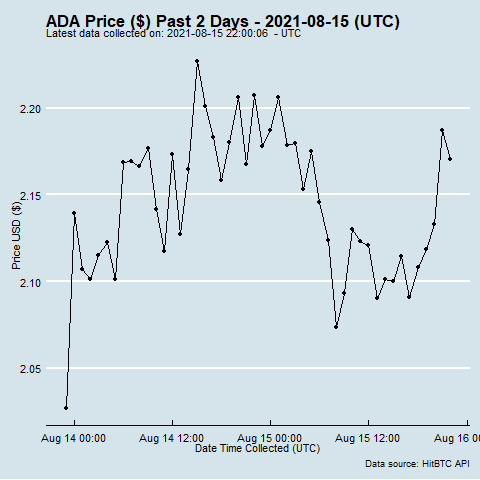 ADA Price ($) Past 2 Days - 2021-08-15 (UTC)
Latest data collected on: 2021-08-15 22:00:06  - UTC
Price USD ($)
2.20
2.15
2.10
2.05
Aug 14 00:00
Aug 14 12:00
Aug 15 00:00
Aug 15 12:00
Aug 16 00
Date Time Collected (UTC)
Data source: HitBTC API